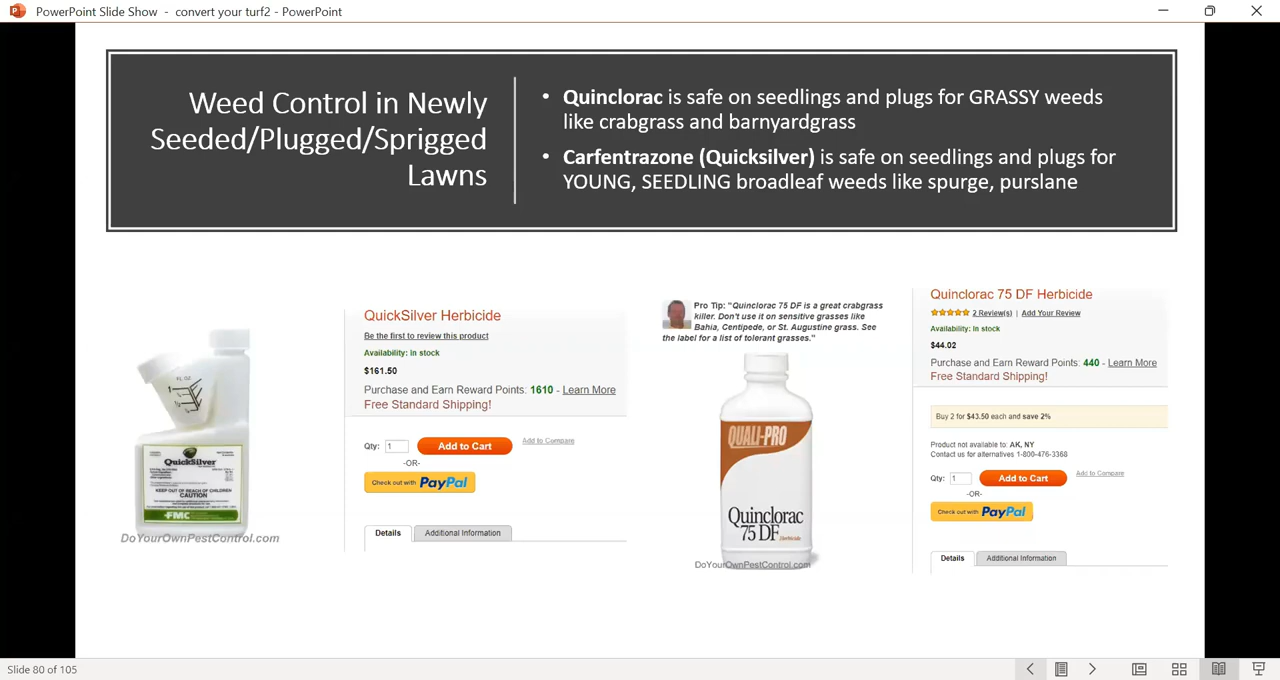 PowerPoint Slide Show - convert your turf2 - PowerPoint
Weed Control in Newly
Seeded/Plugged/Sprigged
Lawns
• Quinclorac is safe on seedlings and plugs for GRASSY weeds
like crabgrass and barnyardgrass
• Carfentrazone (Quicksilver) is safe on seedlings and plugs for
YOUNG, SEEDLING broadleaf weeds like spurge, purslane
QuickSilver
KEEP OUT OF REACH OF CHILDREN
CAUTION
FMC
DoYourOwnPestControl.com
QuickSilver Herbicide
Be the first to review this product
Availability: In stock
$161.50
Purchase and Earn Reward Points: 1610 - Learn More
Free Standard Shipping!
Qty: 1 Add to Cart Add to Compare
-OR-
Check out with PayPal
Details Additional Information
Pro Tip: "Quinclorac 75 DF is a great crabgrass
killer. Don't use it on sensitive grasses like
Bahia, Centipede, or St. Augustine grass. See
the label for a list of tolerant grasses."
QUALI-PRO
Quinclorac
75 DF Herbicide
DoYourOwnPestControl.com
Quinclorac 75 DF Herbicide
2 Review(s) | Add Your Review
Availability: In stock
$44.02
Purchase and Earn Reward Points: 440 - Learn More
Free Standard Shipping!
Buy 2 for $43.50 each and save 2%
Product not available to: AK, NY
Contact us for alternatives 1-800-476-3368
Qty: 1 Add to Cart Add to Compare
-OR-
Check out with PayPal
Details Additional Information
Slide 80 of 105